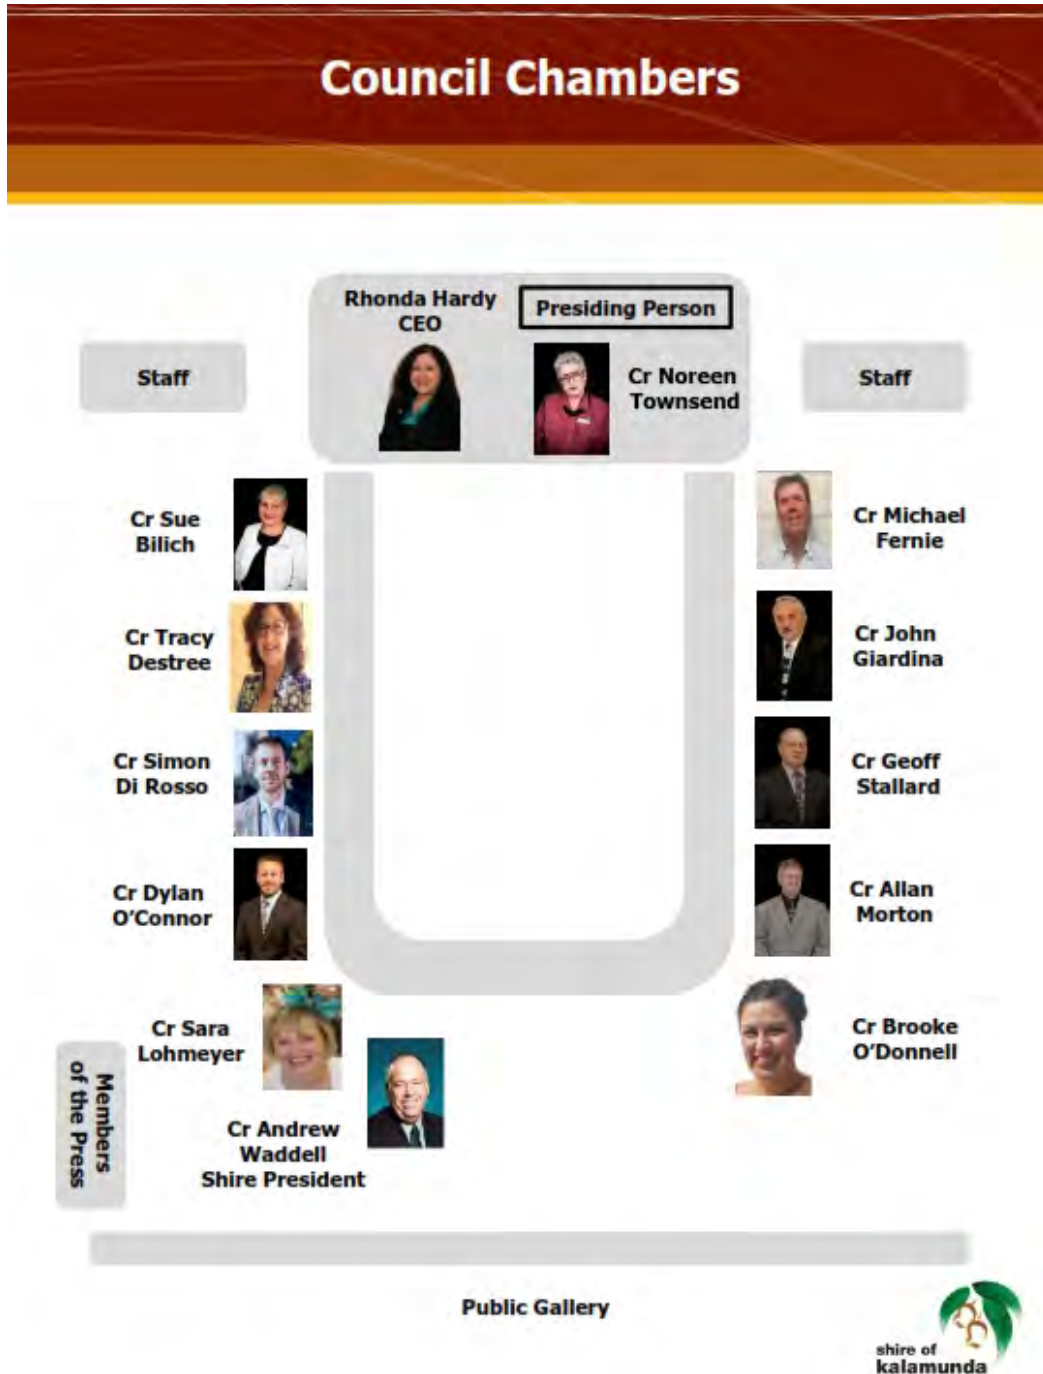 Council Chambers
Rhonda Hardy
CEO
Presiding Person
Staff
Cr Noreen
Townsend
Staff
Cr Sue
Bilich
Cr Michael
Fernie
Cr Tracy
Destree
Cr John
Giardina
Cr Simon
Di Rosso
Cr Geoff
Stallard
Cr Dylan
O'Connor
Cr Allan
Morton
Cr Sara
Lohmeyer
Cr Brooke
O'Donnell
Members
of the Press
Cr Andrew
Waddell
Shire President
Public Gallery
shire of
kalamunda